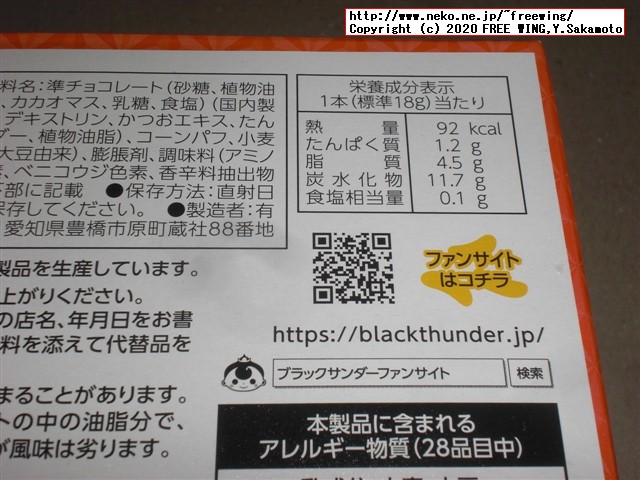 http://www.neko.ne.jp/~freewing/
Copyright (c) 2020 FREE WING,Y.Sakamoto
料名:準チョコレート(砂糖、植物油
、カカオマス、乳糖、食塩)(国内製
デキストリン、かつおエキス、たん
ダー、植物油脂)、コーンパフ、小麦
大豆由来)、膨脹剤、調味料(アミノ
、ベニコウジ色素、香辛料抽出物
下部に記載 ●保存方法:直射日
保存してください。 ●製造者:有
愛知県豊橋市原町蔵社88番地
栄養成分表示
1本(標準18g)当たり
熱量 92 kcal
たんぱく質 1.2 g
脂質 4.5 g
炭水化物 11.7 g
食塩相当量 0.1 g
製品を生産しています。
上がりください。
の店名、年月日をお書
料を添えて代替品を
まることがあります。
トの中の油脂分で、
が風味は劣ります。
ファンサイト
はコチラ
https://blackthunder.jp/
ブラックサンダーファンサイト 検索
本製品に含まれる
アレルギー物質(28品目中)